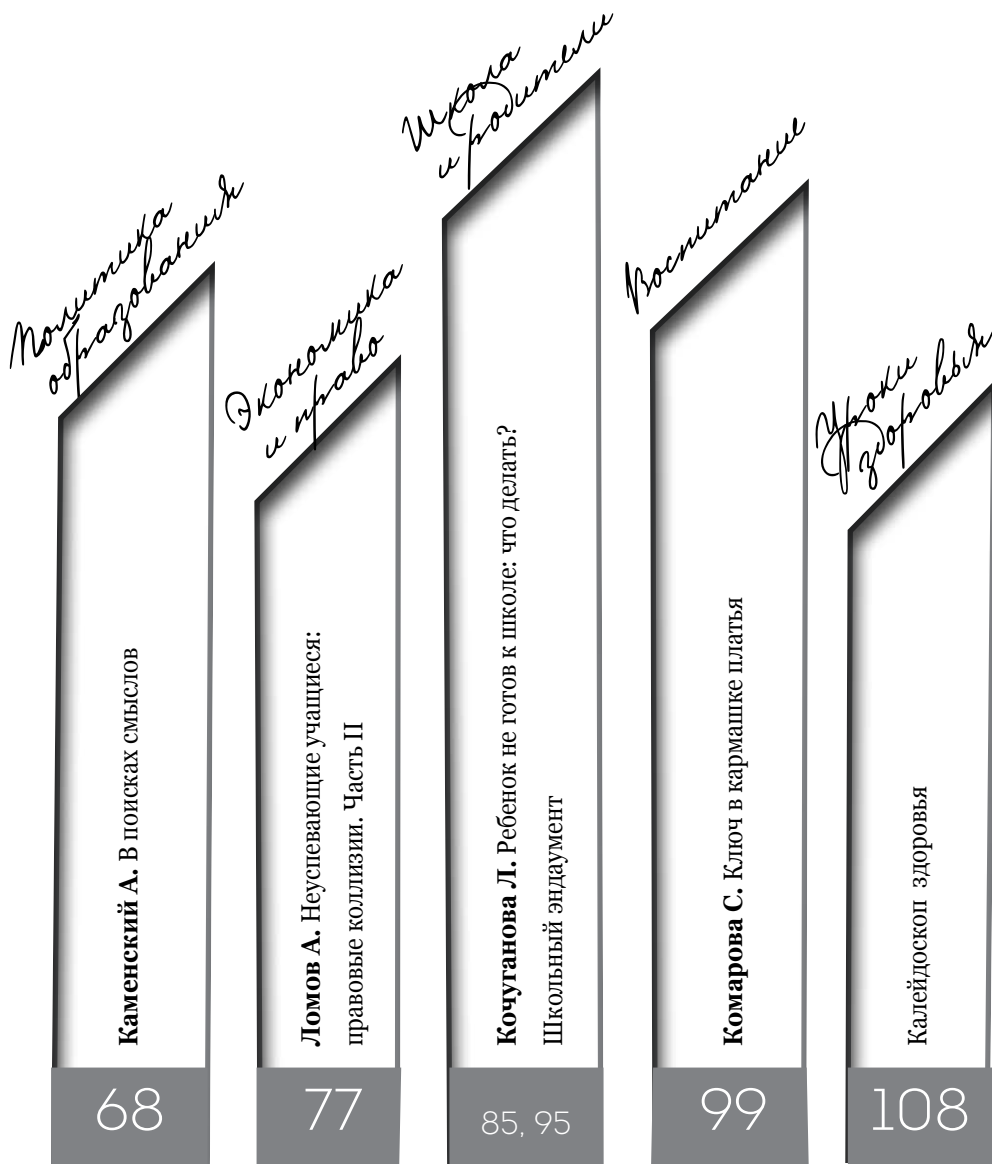 Политика
образования
Каменский А. В поисках смыслов
68
Экономика
и право
Ломов А. Неуспевающие учащиеся:
правовые коллизии. Часть II
77
Школа
и родители
Кочуганова Л. Ребенок не готов к школе: что делать?
Школьный эндаумент
85, 95
Воспитание
Комарова С. Ключ в кармашке платья
99
Уроки
здоровья
Калейдоскоп здоровья
108